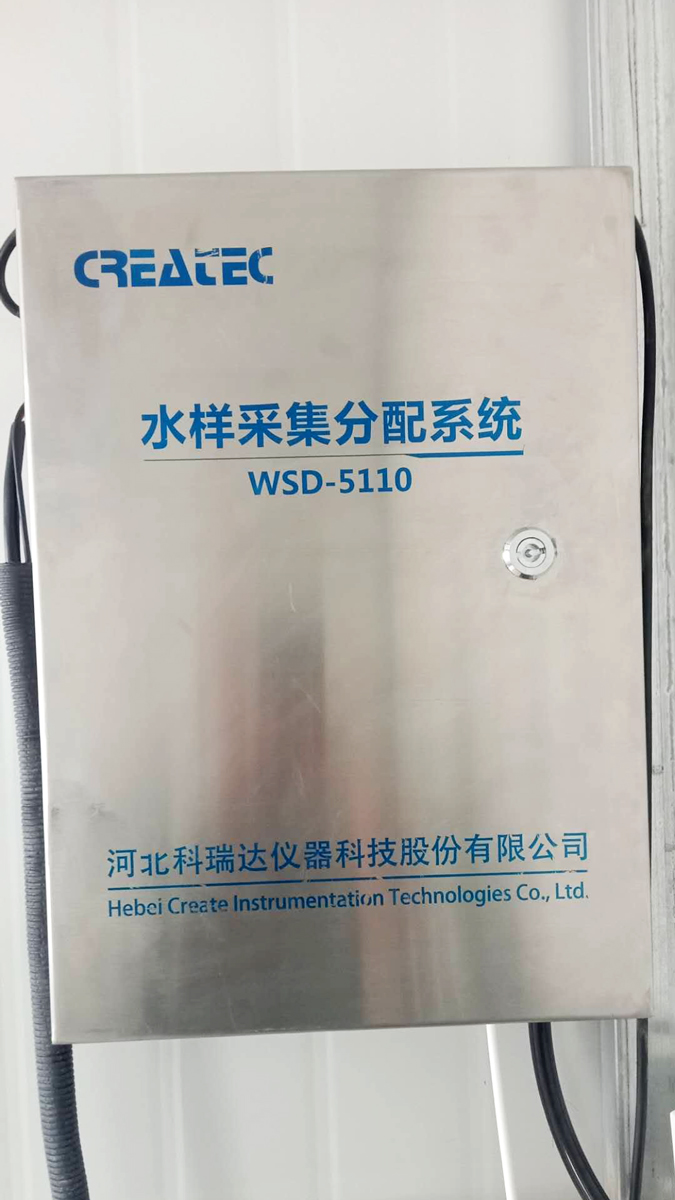 CREATEC
水样采集分配系统
WSD-5110
河北科瑞达仪器科技股份有限公司
Hebei Create Instrumentation Technologies Co., Ltd.